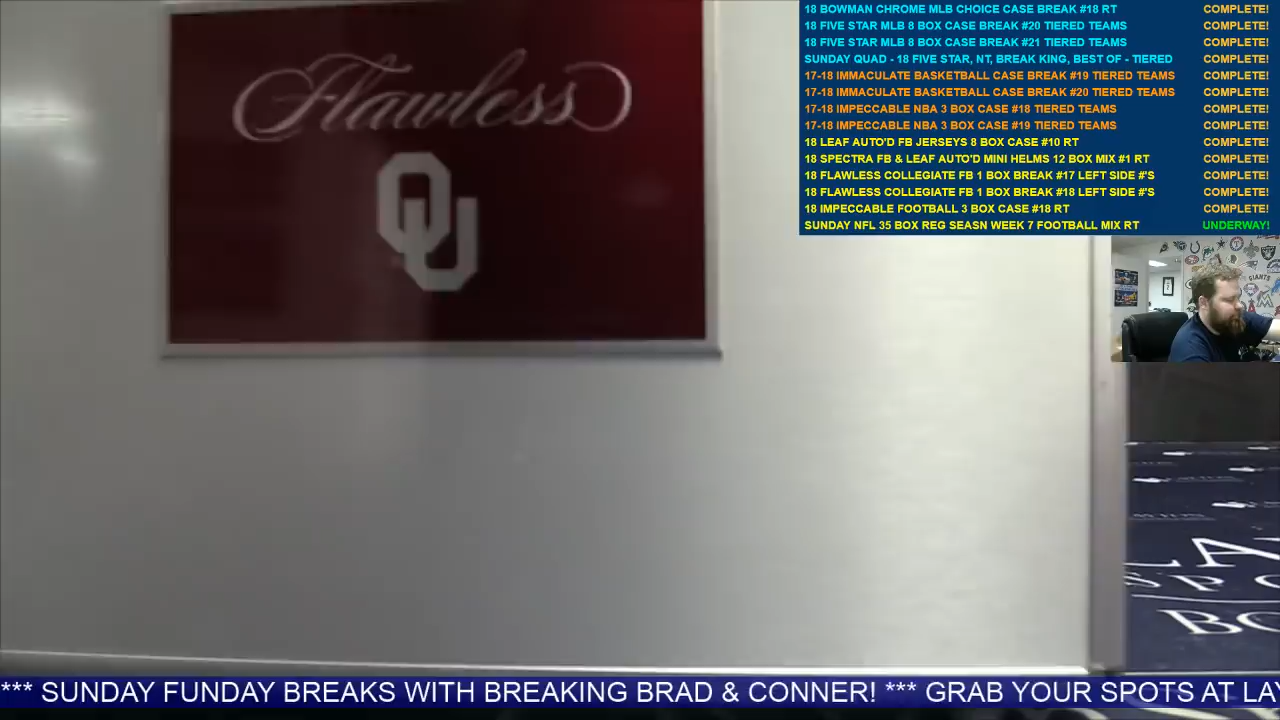 18 BOWMAN CHROME MLB CHOICE CASE BREAK #18 RT COMPLETE!
18 FIVE STAR MLB 8 BOX CASE BREAK #20 TIERED TEAMS COMPLETE!
18 FIVE STAR MLB 8 BOX CASE BREAK #21 TIERED TEAMS COMPLETE!
SUNDAY QUAD - 18 FIVE STAR, NT, BREAK KING, BEST OF - TIERED COMPLETE!
17-18 IMMACULATE BASKETBALL CASE BREAK #19 TIERED TEAMS COMPLETE!
17-18 IMMACULATE BASKETBALL CASE BREAK #20 TIERED TEAMS COMPLETE!
17-18 IMPECCABLE NBA 3 BOX CASE #18 TIERED TEAMS COMPLETE!
17-18 IMPECCABLE NBA 3 BOX CASE #19 TIERED TEAMS COMPLETE!
18 LEAF AUTO'D FB JERSEYS 8 BOX CASE #10 RT COMPLETE!
18 SPECTRA FB & LEAF AUTO'D MINI HELMS 12 BOX MIX #1 RT COMPLETE!
18 FLAWLESS COLLEGIATE FB 1 BOX BREAK #17 LEFT SIDE #'S COMPLETE!
18 FLAWLESS COLLEGIATE FB 1 BOX BREAK #18 LEFT SIDE #'S COMPLETE!
18 IMPECCABLE FOOTBALL 3 BOX CASE #18 RT COMPLETE!
SUNDAY NFL 35 BOX REG SEASN WEEK 7 FOOTBALL MIX RT UNDERWAY!
Flawless
OU
*** SUNDAY FUNDAY BREAKS WITH BREAKING BRAD & CONNER! *** GRAB YOUR SPOTS AT LAY